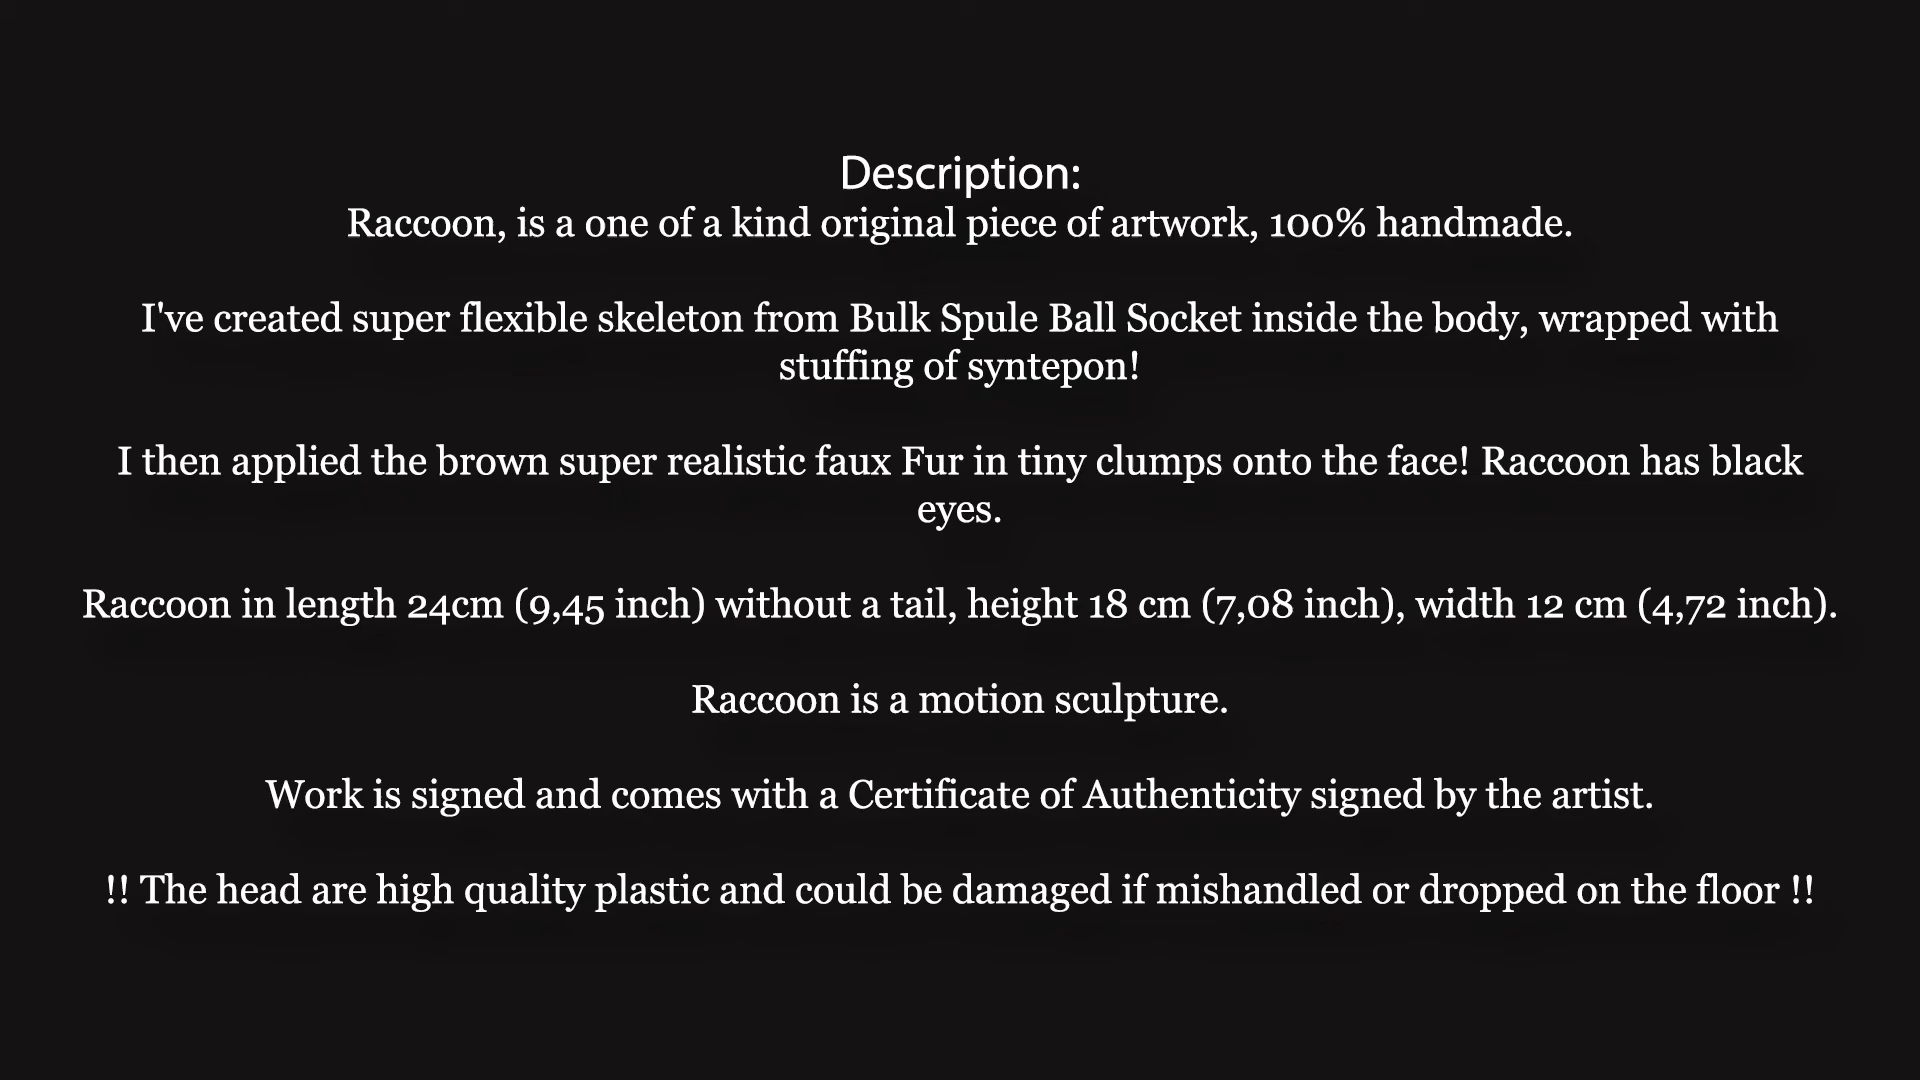 Description:
Raccoon, is a one of a kind original piece of artwork, 100% handmade.
I've created super flexible skeleton from Bulk Spule Ball Socket inside the body, wrapped with
stuffing of syntepon!
I then applied the brown super realistic faux Fur in tiny clumps onto the face! Raccoon has black
eyes.
Raccoon in length 24cm (9,45 inch) without a tail, height 18 cm (7,08 inch), width 12 cm (4,72 inch).
Raccoon is a motion sculpture.
Work is signed and comes with a Certificate of Authenticity signed by the artist.
!! The head are high quality plastic and could be damaged if mishandled or dropped on the floor !!